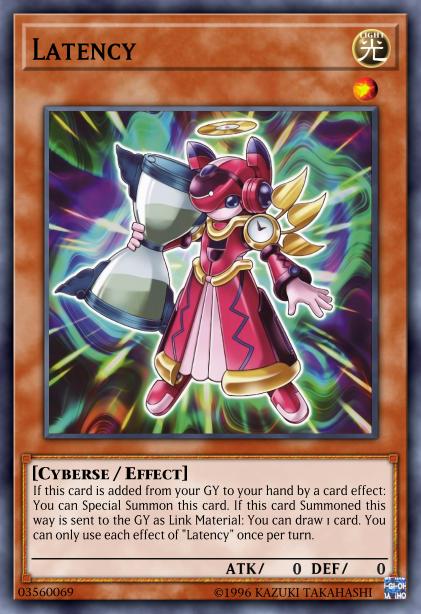 LATENCY
LIGHT
光
[CYBERSE / EFFECT]
If this card is added from your GY to your hand by a card effect:
You can Special Summon this card. If this card Summoned this
way is sent to the GY as Link Material: You can draw 1 card. You
can only use each effect of "Latency" once per turn.
ATK/ 0 DEF/ 0
03560069
©1996 KAZUKI TAKAHASHI